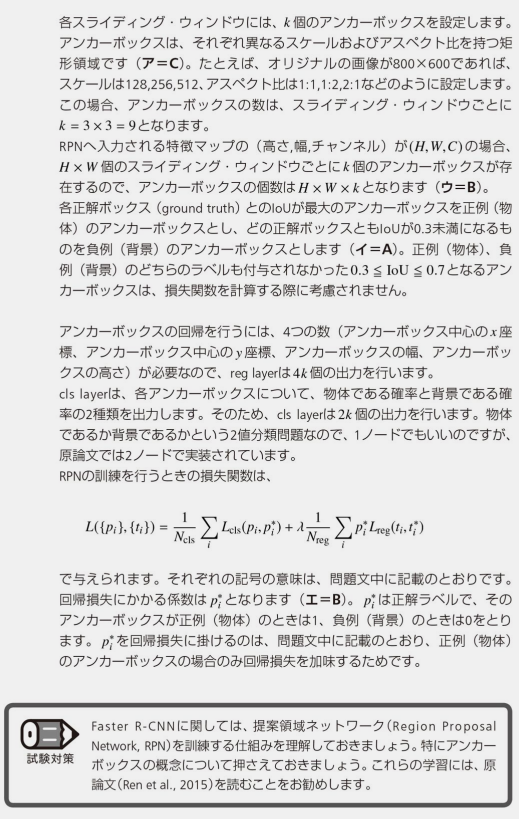 各スライディング・ウィンドウには、k個のアンカーボックスを設定します。
アンカーボックスは、それぞれ異なるスケールおよびアスペクト比を持つ矩
形領域です（ア＝C）。たとえば、オリジナルの画像が800×600であれば、
スケールは128,256,512、アスペクト比は1:1,1:2,2:1などのように設定します。
この場合、アンカーボックスの数は、スライディング・ウィンドウごとに
k = 3 × 3 = 9となります。
RPNへ入力される特徴マップの（高さ,幅,チャンネル）が(H, W, C)の場合、
H × W 個のスライディング・ウィンドウごとにk個のアンカーボックスが存
在するので、アンカーボックスの個数はH × W × kとなります（ウ＝B）。
各正解ボックス（ground truth）とのIoUが最大のアンカーボックスを正例（物
体）のアンカーボックスとし、どの正解ボックスともIoUが0.3未満になるも
のを負例（背景）のアンカーボックスとします（イ＝A）。正例（物体）、負
例（背景）のどちらのラベルも付与されなかった0.3 ≦ IoU ≦ 0.7となるアン
カーボックスは、損失関数を計算する際に考慮されません。
アンカーボックスの回帰を行うには、4つの数（アンカーボックス中心のx座
標、アンカーボックス中心のy座標、アンカーボックスの幅、アンカーボッ
クスの高さ）が必要なので、reg layerは4k個の出力を行います。
cls layerは、各アンカーボックスについて、物体である確率と背景である確
率の2種類を出力します。そのため、cls layerは2k個の出力を行います。物体
であるか背景であるかという2値分類問題なので、1ノードでもいいのですが、
原論文では2ノードで実装されています。
RPNの訓練を行うときの損失関数は、
L({p_i}, {t_i}) = \frac{1}{N_{cls}} \sum_i L_{cls}(p_i, p_i^*) + λ \frac{1}{N_{reg}} \sum_i p_i^* L_{reg}(t_i, t_i^*)
で与えられます。それぞれの記号の意味は、問題文中に記載のとおりです。
回帰損失にかかる係数は p_i^* となります（エ＝B）。p_i^* は正解ラベルで、その
アンカーボックスが正例（物体）のときは1、負例（背景）のときは0をとり
ます。p_i^* を回帰損失に掛けるのは、問題文中に記載のとおり、正例（物体）
のアンカーボックスの場合のみ回帰損失を加味するためです。
試験対策
Faster R-CNNに関しては、提案領域ネットワーク（Region Proposal
Network, RPN）を訓練する仕組みを理解しておきましょう。特にアンカー
ボックスの概念について押さえておきましょう。これらの学習には、原
論文（Ren et al., 2015）を読むことをお勧めします。